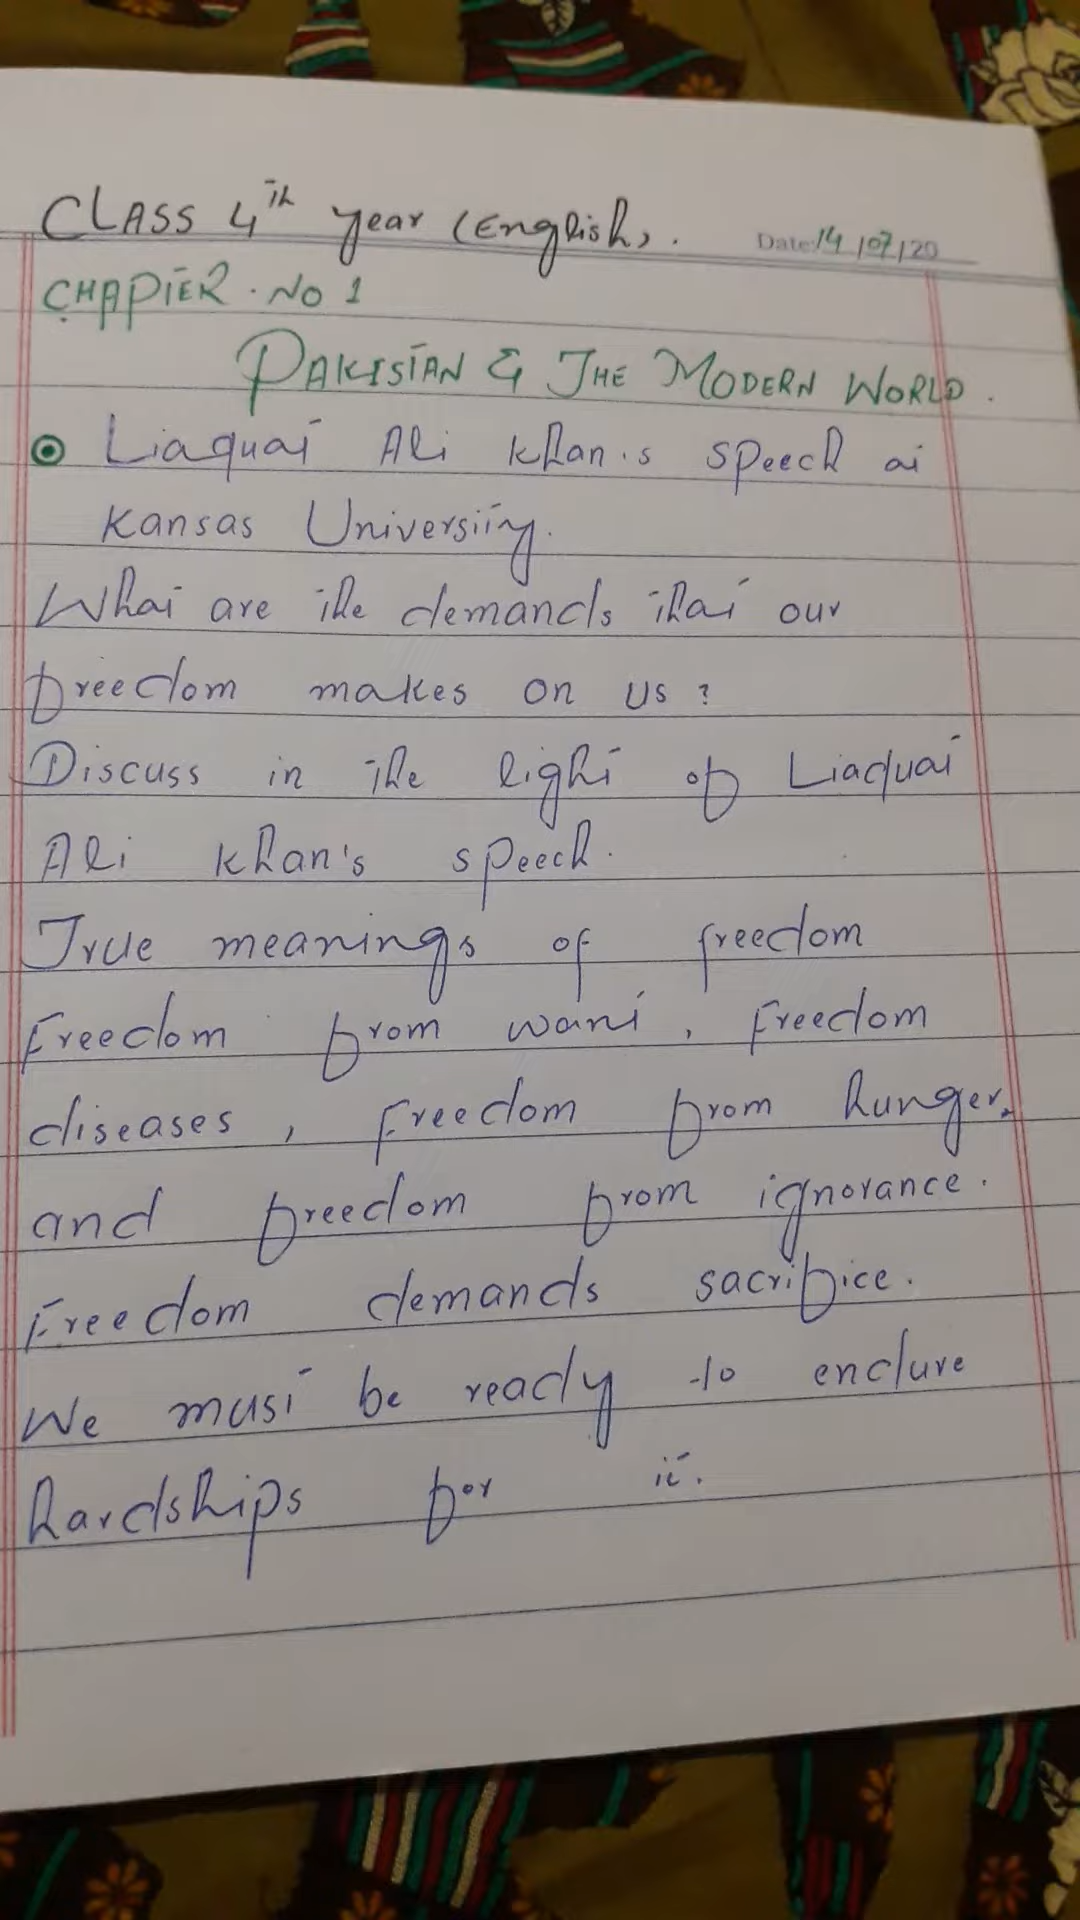 CLASS 4th year (English).
Date: 14/07/20
CHAPTER. No 1
PAKISTAN & THE MODERN WORLD.
Liaquat Ali Khan's speech at
Kansas University.
What are the demands that our
freedom makes on us?
Discuss in the light of Liaquat
Ali Khan's speech.
True meanings of freedom
Freedom from want, Freedom
diseases, Freedom from hunger,
and freedom from ignorance.
Freedom demands sacrifice.
We must be ready to endure
hardships for it.